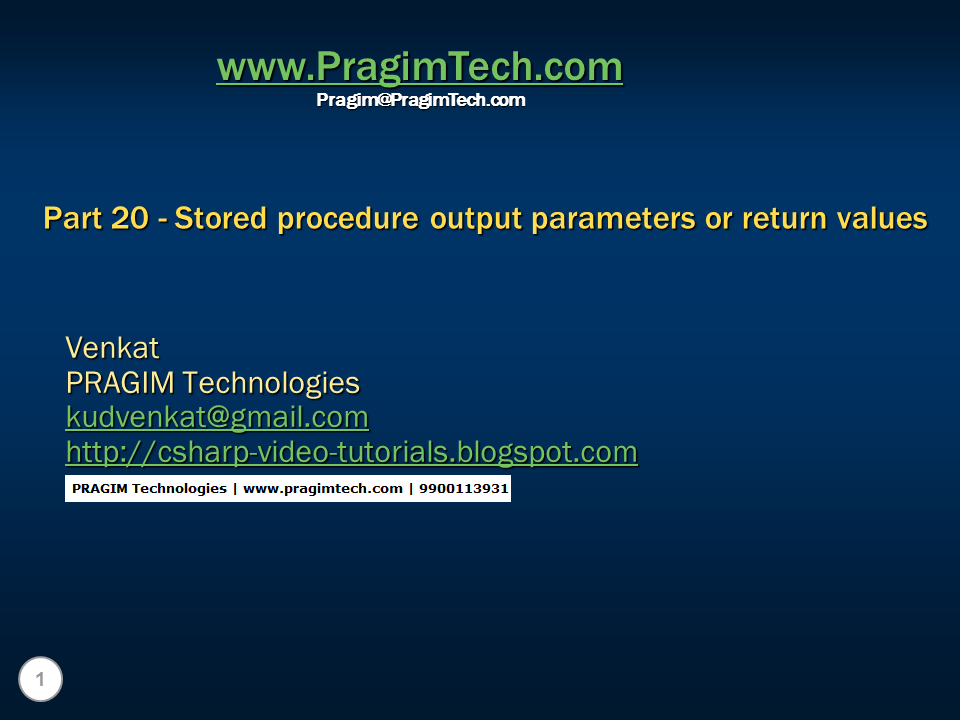 www.PragimTech.com
Pragim@PragimTech.com
Part 20 - Stored procedure output parameters or return values
Venkat
PRAGIM Technologies
kudvenkat@gmail.com
http://csharp-video-tutorials.blogspot.com
PRAGIM Technologies | www.pragimtech.com | 9900113931
1